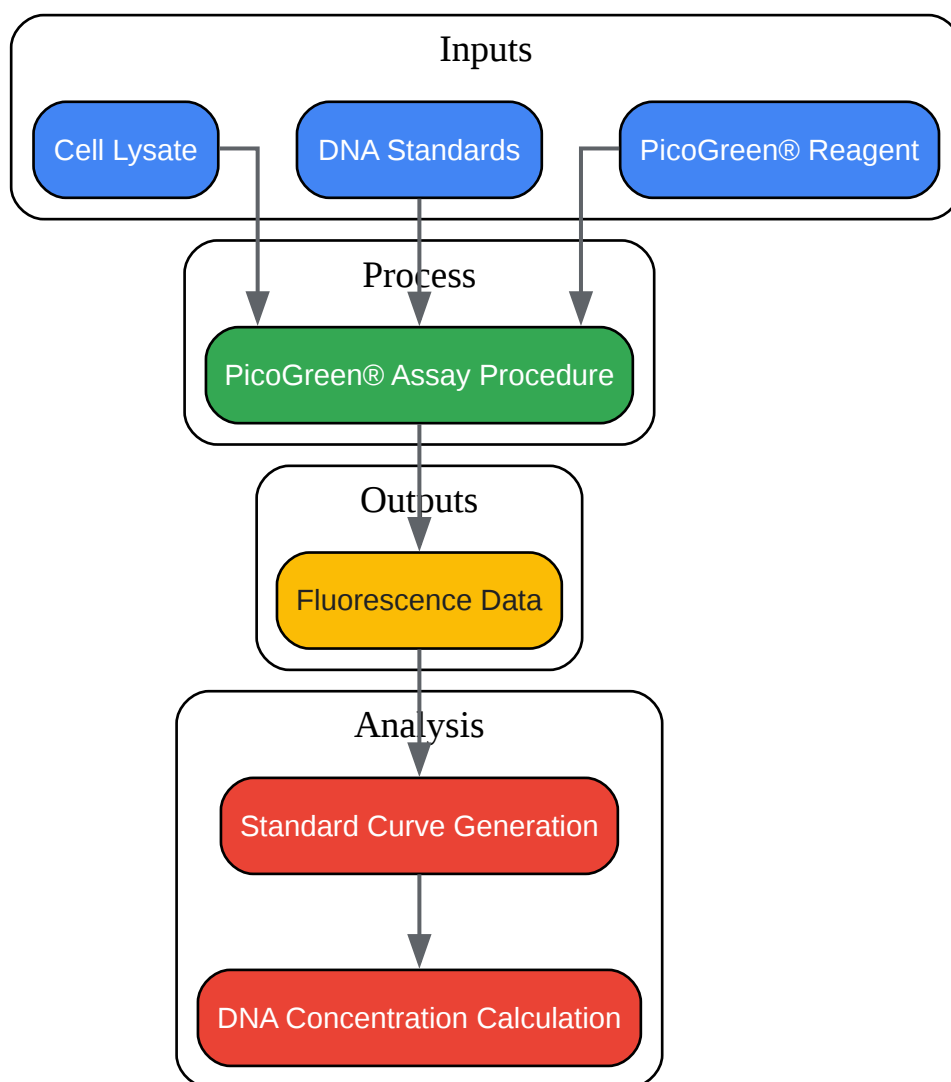 Inputs
Cell Lysate
DNA Standards
PicoGreen® Reagent
Process
PicoGreen® Assay Procedure
Outputs
Fluorescence Data
Analysis
Standard Curve Generation
DNA Concentration Calculation